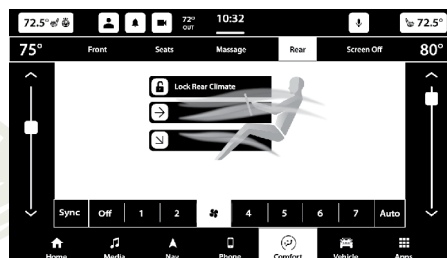 72.5°
72°
OUT
10:32
72.5°
75°
Front
Seats
Massage
Rear
Screen Off
80°
Lock Rear Climate
Sync
Off
1
2
4
5
6
7
Auto
Home
Media
Nav
Phone
Comfort
Vehicle
Apps